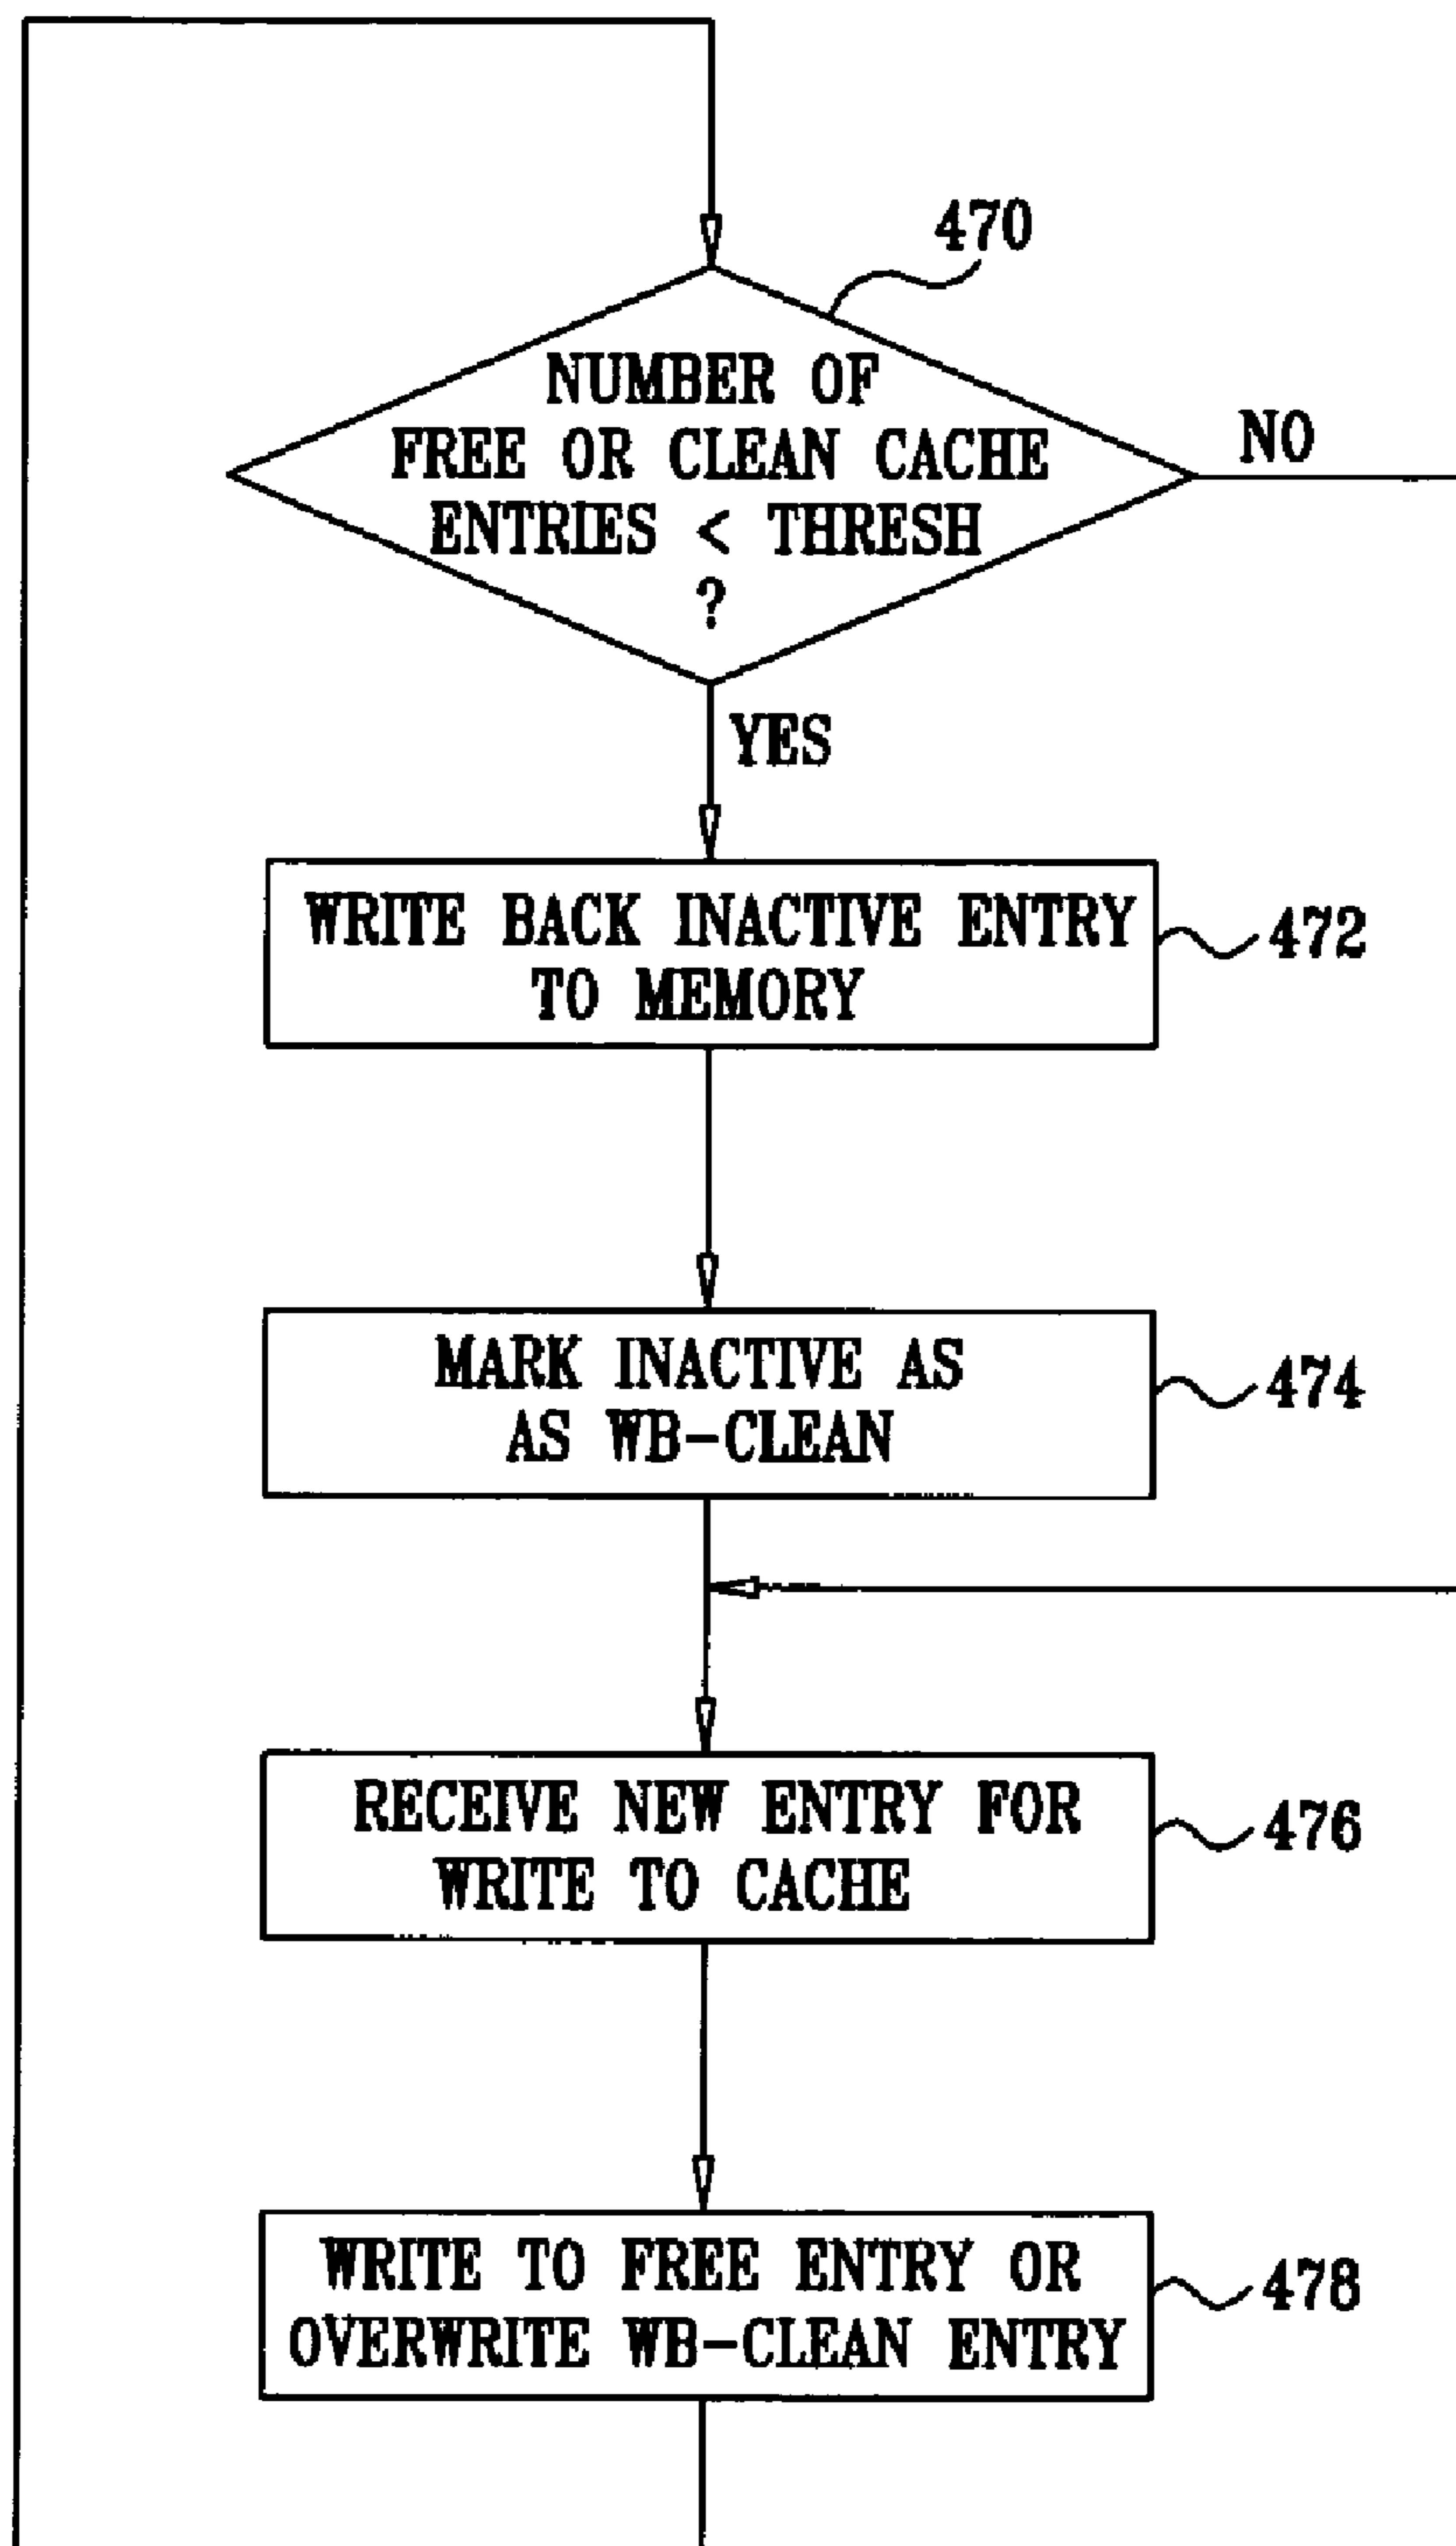 470
NUMBER OF
FREE OR CLEAN CACHE
ENTRIES < THRESH
?
NO
YES
WRITE BACK INACTIVE ENTRY
TO MEMORY
472
MARK INACTIVE AS
AS WB-CLEAN
474
RECEIVE NEW ENTRY FOR
WRITE TO CACHE
476
WRITE TO FREE ENTRY OR
OVERWRITE WB-CLEAN ENTRY
478